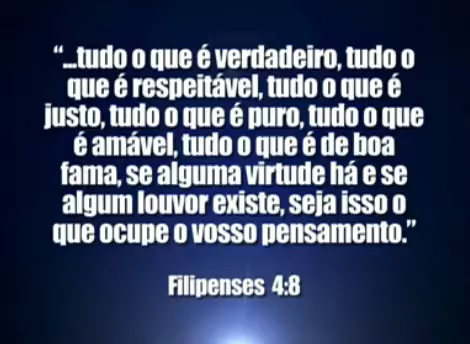 “...tudo o que é verdadeiro, tudo o
que é respeitável, tudo o que é
justo, tudo o que é puro, tudo o que
é amável, tudo o que é de boa
fama, se alguma virtude há e se
algum louvor existe, seja isso o
que ocupe o vosso pensamento.”
Filipenses 4:8